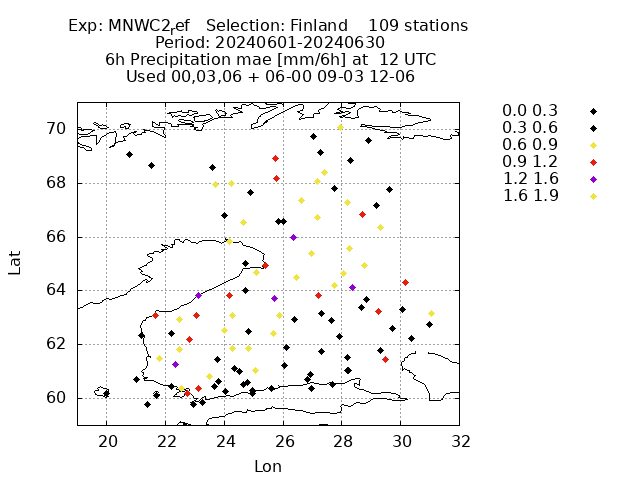 Exp: MNWC2ref   Selection: Finland    109 stations
Period: 20240601-20240630
6h Precipitation mae [mm/6h] at  12 UTC
Used 00,03,06 + 06-00 09-03 12-06
0.0 0.3
0.3 0.6
0.6 0.9
0.9 1.2
1.2 1.6
1.6 1.9
70
68
66
64
62
60
Lat
20 22 24 26 28 30 32
Lon